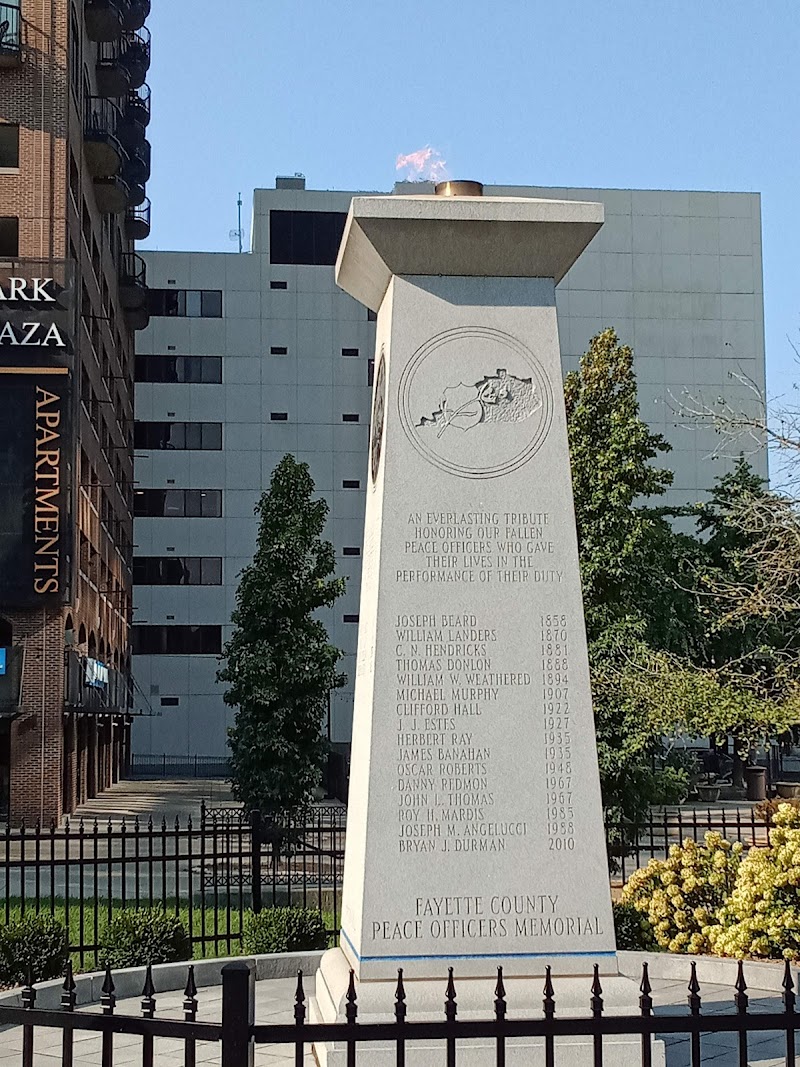 ARK
AZA
APARTMENTS
AN EVERLASTING TRIBUTE
HONORING OUR FALLEN
PEACE OFFICERS WHO GAVE
THEIR LIVES IN THE
PERFORMANCE OF THEIR DUTY
JOSEPH BEARD 1858
WILLIAM LANDERS 1870
C. N. HENDRICKS 1881
THOMAS DONLON 1888
WILLIAM W. WEATHERED 1894
MICHAEL MURPHY 1907
CLIFFORD HALL 1922
J. J. ESTES 1927
HERBERT RAY 1935
JAMES BANAHAN 1935
OSCAR ROBERTS 1948
DANNY REDMON 1967
JOHN L. THOMAS 1967
ROY H. MARDIS 1985
JOSEPH M. ANGELUCCI 1988
BRYAN J. DURMAN 2010
FAYETTE COUNTY
PEACE OFFICERS MEMORIAL